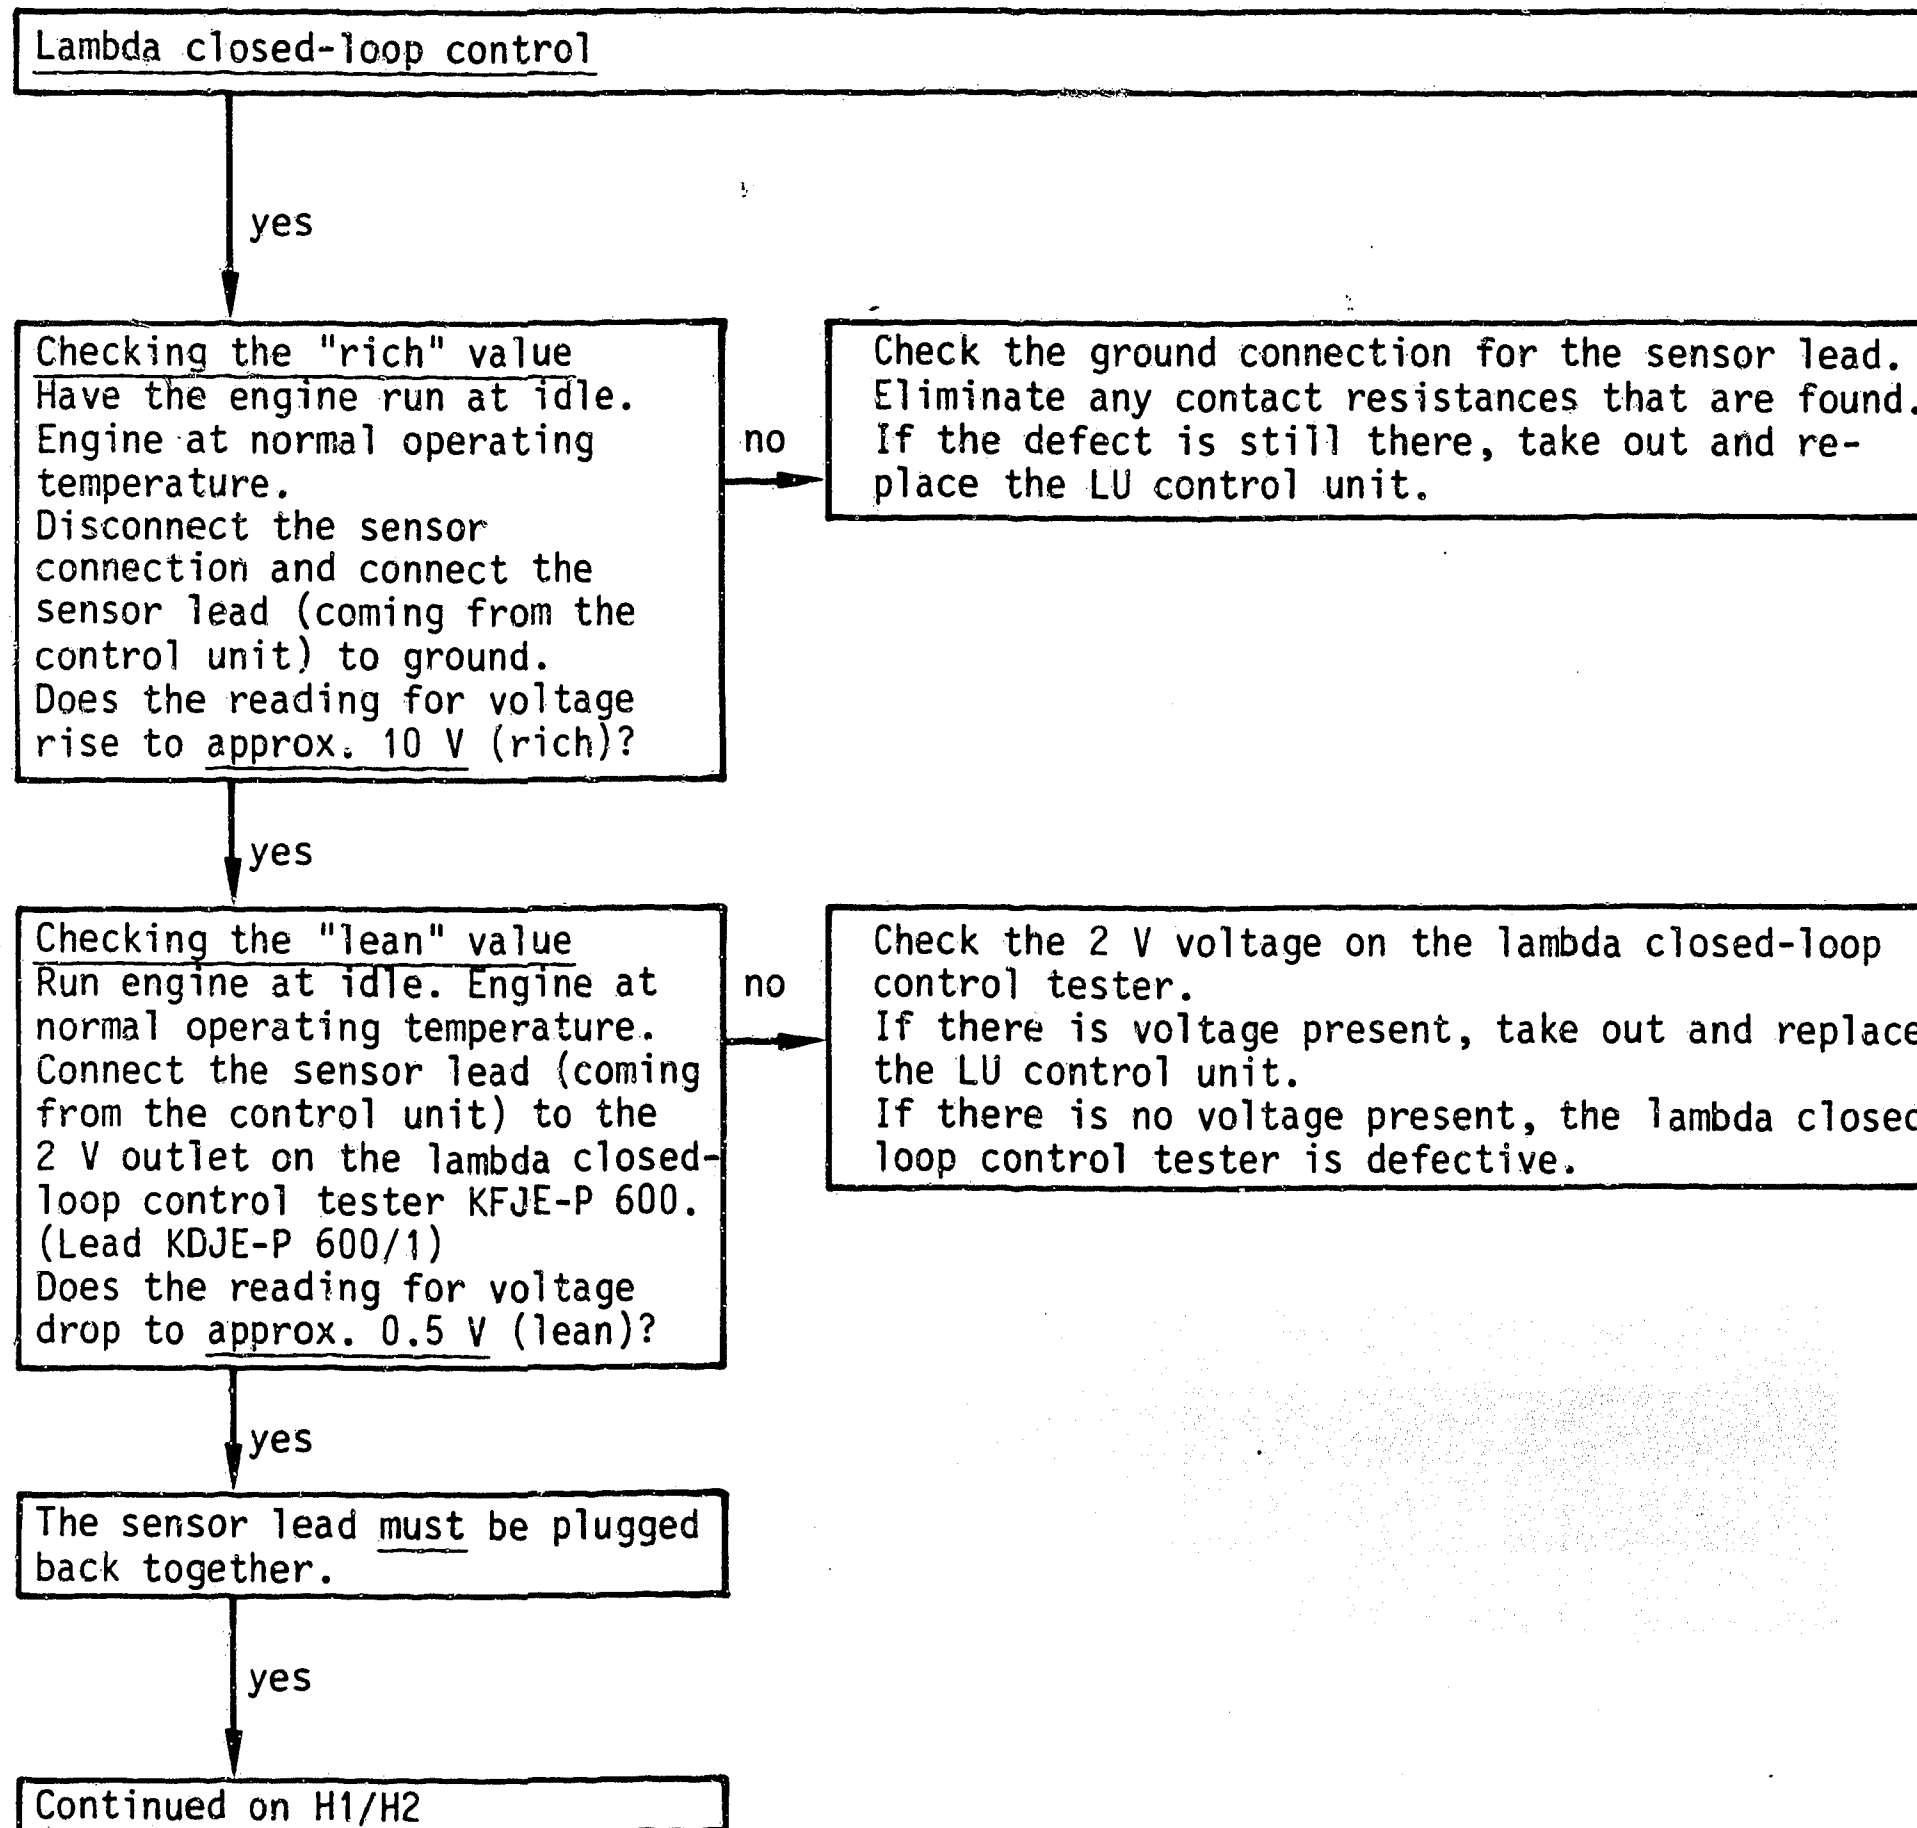 Lambda closed-loop control
yes
Checking the "rich" value
Have the engine run at idle.
Engine at normal operating
temperature.
Disconnect the sensor
connection and connect the
sensor lead (coming from the
control unit) to ground.
Does the reading for voltage
rise to approx. 10 V (rich)?
no
Check the ground connection for the sensor lead.
Eliminate any contact resistances that are found.
If the defect is still there, take out and re-
place the LU control unit.
yes
Checking the "lean" value
Run engine at idle. Engine at
normal operating temperature.
Connect the sensor lead (coming
from the control unit) to the
2 V outlet on the lambda closed-
loop control tester KFJE-P 600.
(Lead KDJE-P 600/1)
Does the reading for voltage
drop to approx. 0.5 V (lean)?
no
Check the 2 V voltage on the lambda closed-loop
control tester.
If there is voltage present, take out and replace
the LU control unit.
If there is no voltage present, the lambda closed
loop control tester is defective.
yes
The sensor lead must be plugged
back together.
yes
Continued on H1/H2